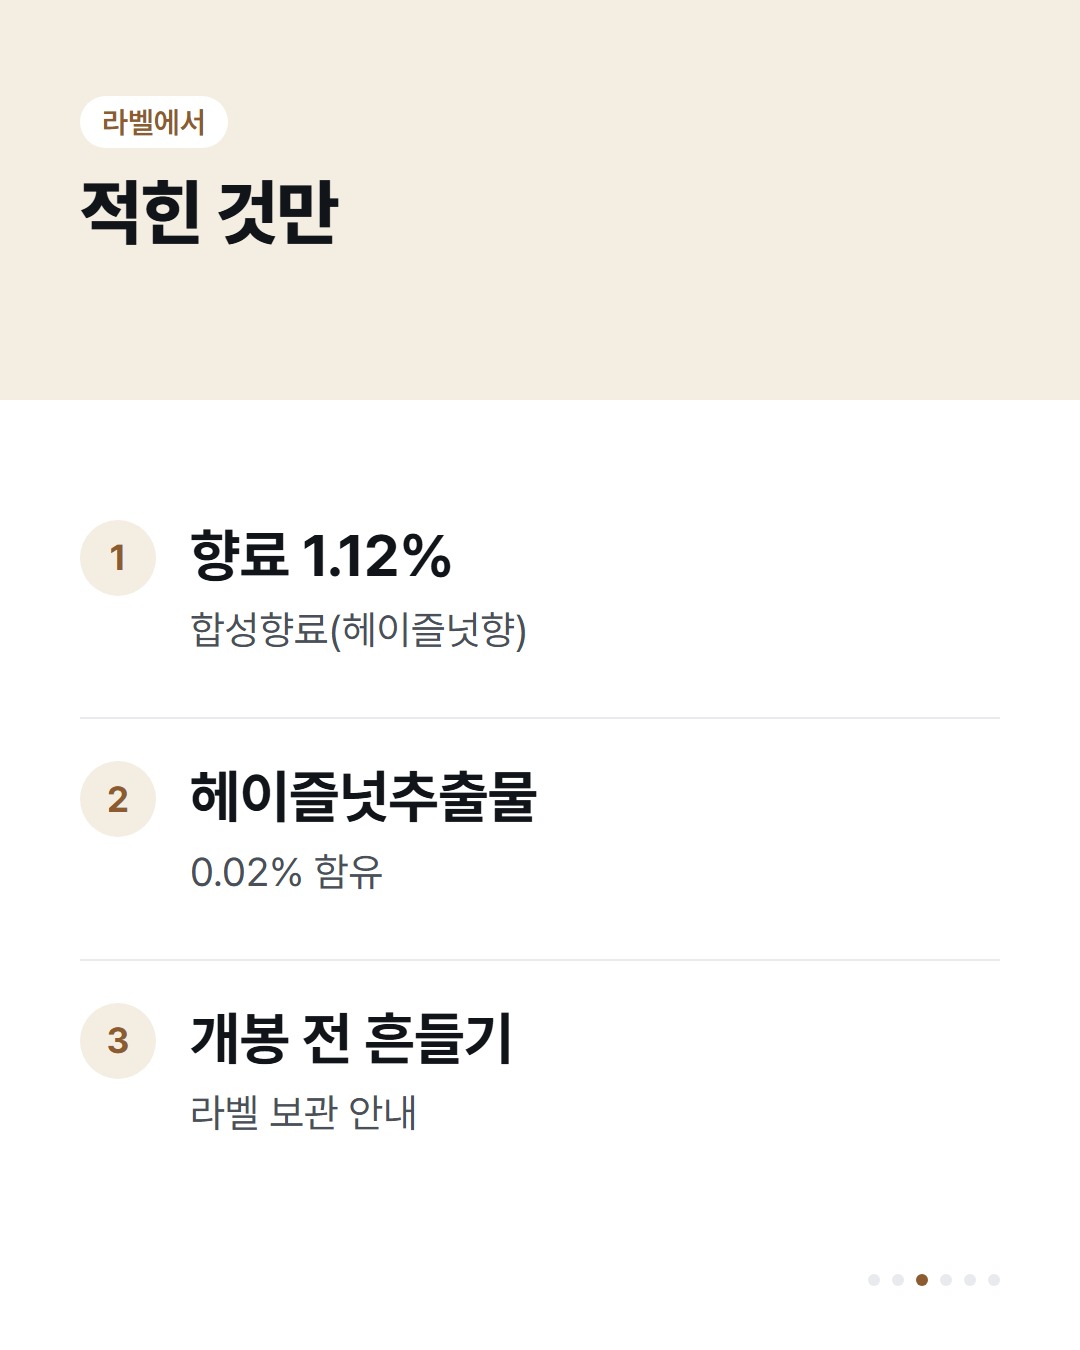 라벨에서
적힌 것만
1
향료 1.12%
합성향료(헤이즐넛향)
2
헤이즐넛추출물
0.02% 함유
3
개봉 전 흔들기
라벨 보관 안내